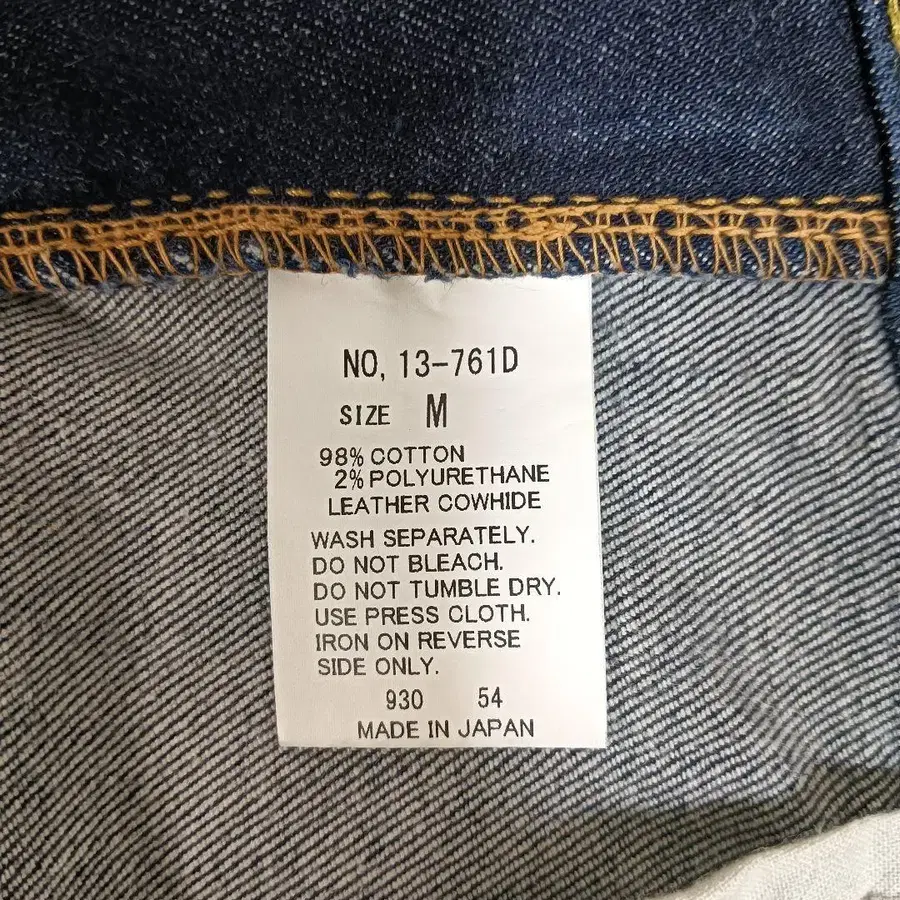 NO, 13-761D
SIZE M
98% COTTON
2% POLYURETHANE
LEATHER COWHIDE
WASH SEPARATELY.
DO NOT BLEACH.
DO NOT TUMBLE DRY.
USE PRESS CLOTH.
IRON ON REVERSE
SIDE ONLY.
930 54
MADE IN JAPAN